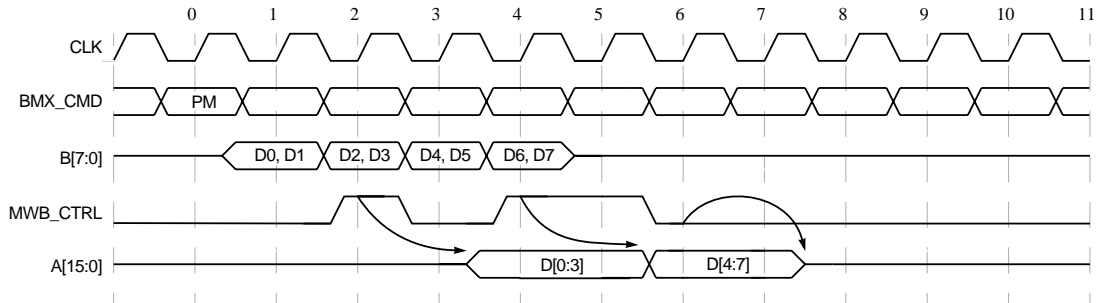 0 1 2 3 4 5 6 7 8 9 10 11
CLK
BMX_CMD PM
B[7:0] D0, D1 D2, D3 D4, D5 D6, D7
MWB_CTRL
A[15:0] D[0:3] D[4:7]